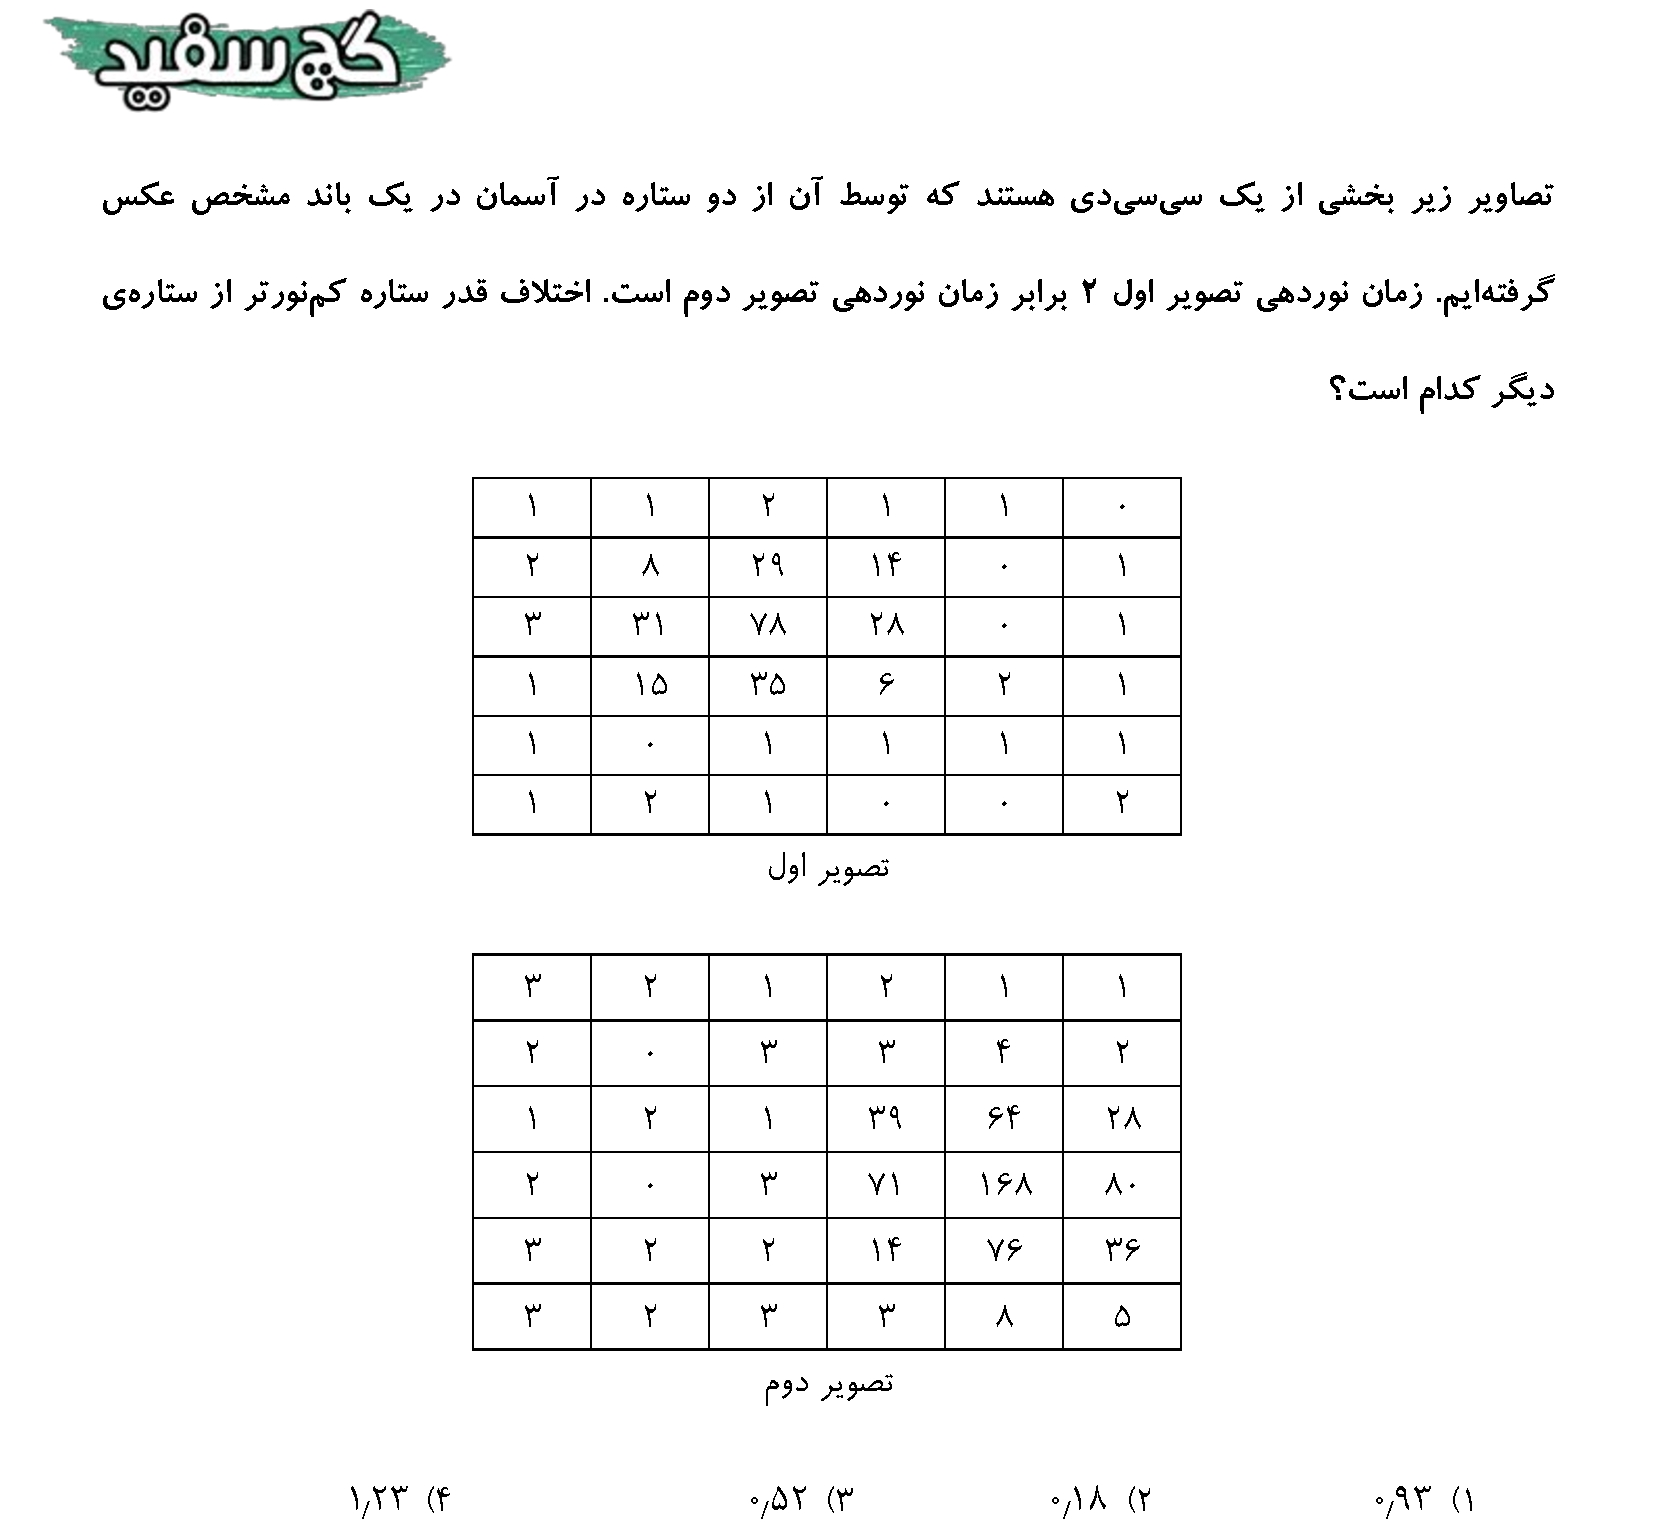 گچ سفید
تصاویر زیر بخشی از یک سی‌سی‌دی هستند که توسط آن از دو ستاره در آسمان در یک باند مشخص عکس
گرفته‌ایم. زمان نوردهی تصویر اول ۲ برابر زمان نوردهی تصویر دوم است. اختلاف قدر ستاره کم‌نورتر از ستاره‌ی
دیگر کدام است؟
۱ ۱ ۲ ۱ ۱ ۰
۲ ۸ ۲۹ ۱۴ ۰ ۱
۳ ۳۱ ۷۸ ۲۸ ۰ ۱
۱ ۱۵ ۳۵ ۶ ۲ ۱
۱ ۰ ۱ ۱ ۱ ۱
۱ ۲ ۱ ۰ ۰ ۲
تصویر اول
۳ ۲ ۱ ۲ ۱ ۱
۲ ۰ ۳ ۳ ۴ ۲
۱ ۲ ۱ ۳۹ ۶۴ ۲۸
۲ ۰ ۳ ۷۱ ۱۶۸ ۸۰
۳ ۲ ۲ ۱۴ ۷۶ ۳۶
۳ ۲ ۳ ۳ ۸ ۵
تصویر دوم
۱) ۰٫۹۳ ۲) ۰٫۱۸ ۳) ۰٫۵۲ ۴) ۱٫۲۳